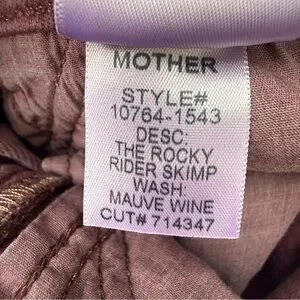 MOTHER
STYLE#
10764-1543
DESC:
THE ROCKY
RIDER SKIMP
WASH:
MAUVE WINE
CUT# 714347